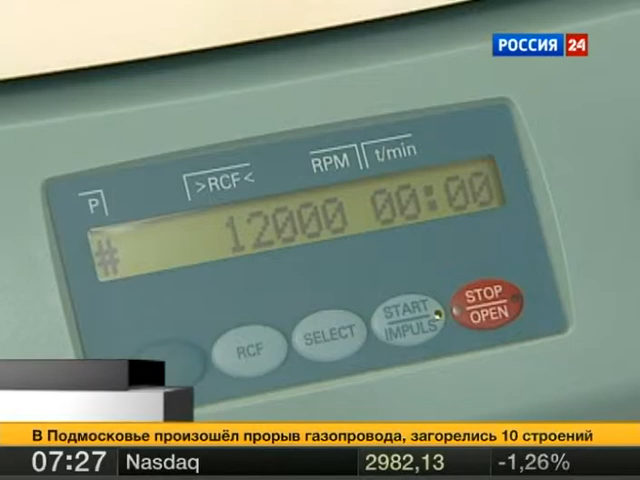 РОССИЯ 24
P >RCF< RPM t/min
# 12000 00:00
RCF SELECT START IMPULS STOP OPEN
В Подмосковье произошёл прорыв газопровода, загорелись 10 строений
07:27 Nasdaq 2982,13 -1,26%